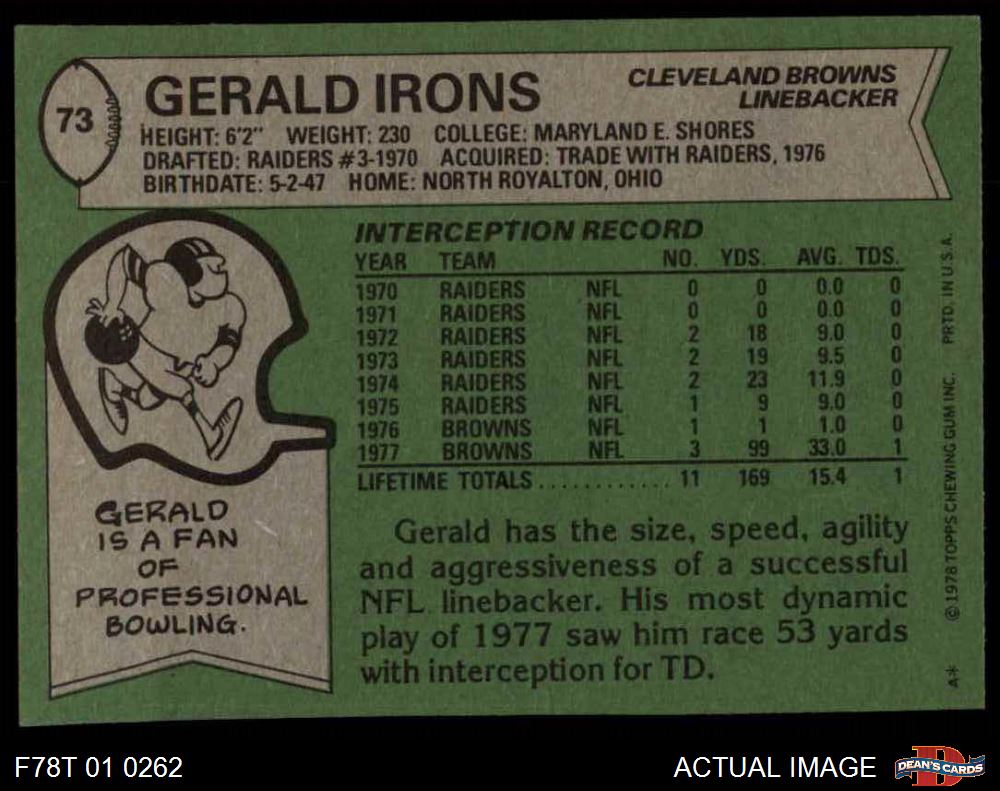 73
GERALD IRONS
CLEVELAND BROWNS
LINEBACKER
HEIGHT: 6'2" WEIGHT: 230 COLLEGE: MARYLAND E. SHORES
DRAFTED: RAIDERS #3-1970 ACQUIRED: TRADE WITH RAIDERS, 1976
BIRTHDATE: 5-2-47 HOME: NORTH ROYALTON, OHIO
INTERCEPTION RECORD
YEAR TEAM NO. YDS. AVG. TDS.
1970 RAIDERS NFL 0 0 0.0 0
1971 RAIDERS NFL 0 0 0.0 0
1972 RAIDERS NFL 2 18 9.0 0
1973 RAIDERS NFL 2 19 9.5 0
1974 RAIDERS NFL 2 23 11.9 0
1975 RAIDERS NFL 1 9 9.0 0
1976 BROWNS NFL 1 1 1.0 0
1977 BROWNS NFL 3 99 33.0 1
LIFETIME TOTALS............ 11 169 15.4 1
GERALD
IS A FAN
OF
PROFESSIONAL
BOWLING.
Gerald has the size, speed, agility
and aggressiveness of a successful
NFL linebacker. His most dynamic
play of 1977 saw him race 53 yards
with interception for TD.
A* © 1978 TOPPS CHEWING GUM INC. PRTD. IN U.S.A.
F78T 01 0262
ACTUAL IMAGE
DEAN'S CARDS